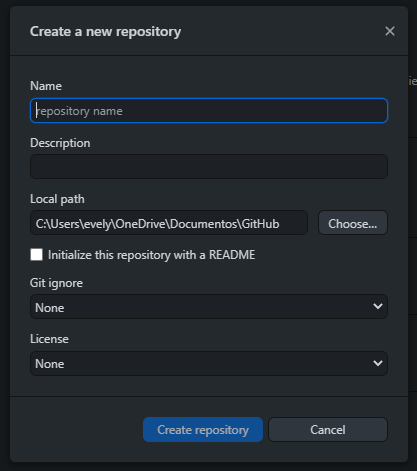 Create a new repository
Name
repository name
Description
Local path
C:\Users\evely\OneDrive\Documentos\GitHub
Choose...
Initialize this repository with a README
Git ignore
None
License
None
Create repository
Cancel